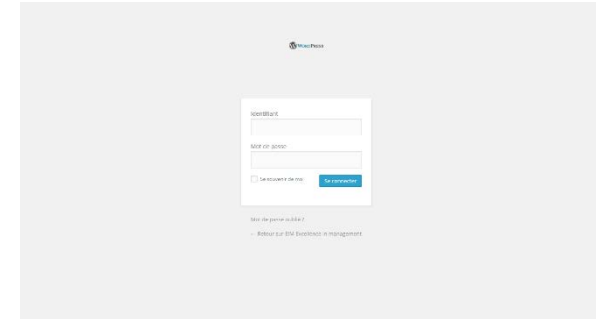 WordPress
Identifiant
Mot de passe
Se souvenir de moi
Se connecter
Mot de passe oublié ?
← Retour sur EIM Excellence in management